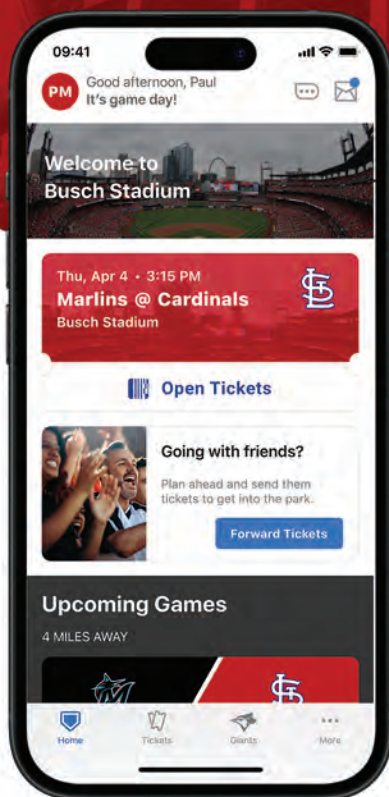 09:41
PM
Good afternoon, Paul
It's game day!
Welcome to
Busch Stadium
Thu, Apr 4 • 3:15 PM
Marlins @ Cardinals
Busch Stadium
STL
Open Tickets
Going with friends?
Plan ahead and send them
tickets to get into the park.
Forward Tickets
Upcoming Games
4 MILES AWAY
M
STL
Home
Tickets
Giants
More